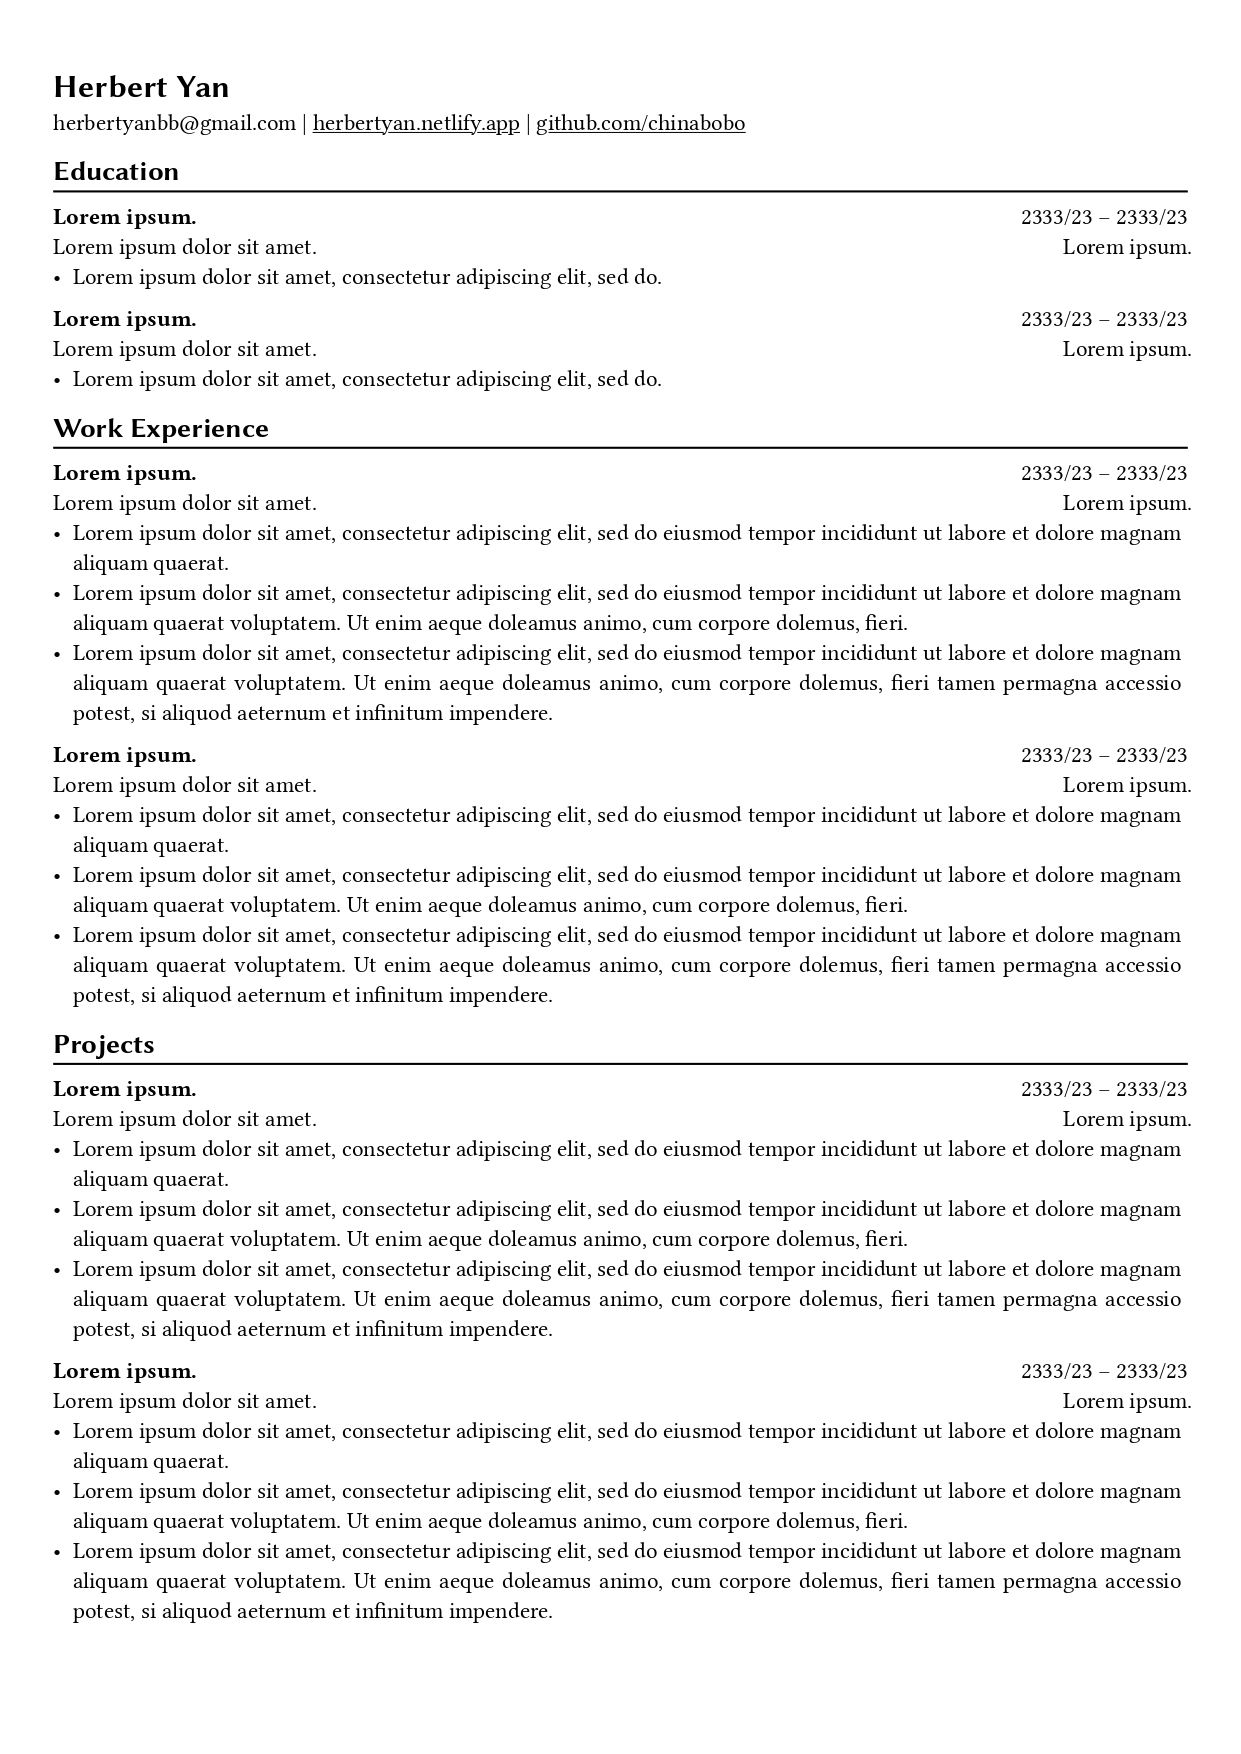 Herbert Yan
herbertyanbb@gmail.com | herbertyan.netlify.app | github.com/chinabobo
Education
Lorem ipsum. 2333/23 – 2333/23
Lorem ipsum dolor sit amet. Lorem ipsum.
• Lorem ipsum dolor sit amet, consectetur adipiscing elit, sed do.
Lorem ipsum. 2333/23 – 2333/23
Lorem ipsum dolor sit amet. Lorem ipsum.
• Lorem ipsum dolor sit amet, consectetur adipiscing elit, sed do.
Work Experience
Lorem ipsum. 2333/23 – 2333/23
Lorem ipsum dolor sit amet. Lorem ipsum.
• Lorem ipsum dolor sit amet, consectetur adipiscing elit, sed do eiusmod tempor incididunt ut labore et dolore magnam
aliquam quaerat.
• Lorem ipsum dolor sit amet, consectetur adipiscing elit, sed do eiusmod tempor incididunt ut labore et dolore magnam
aliquam quaerat voluptatem. Ut enim aeque doleamus animo, cum corpore dolemus, fieri.
• Lorem ipsum dolor sit amet, consectetur adipiscing elit, sed do eiusmod tempor incididunt ut labore et dolore magnam
aliquam quaerat voluptatem. Ut enim aeque doleamus animo, cum corpore dolemus, fieri tamen permagna accessio
potest, si aliquod aeternum et infinitum impendere.
Lorem ipsum. 2333/23 – 2333/23
Lorem ipsum dolor sit amet. Lorem ipsum.
• Lorem ipsum dolor sit amet, consectetur adipiscing elit, sed do eiusmod tempor incididunt ut labore et dolore magnam
aliquam quaerat.
• Lorem ipsum dolor sit amet, consectetur adipiscing elit, sed do eiusmod tempor incididunt ut labore et dolore magnam
aliquam quaerat voluptatem. Ut enim aeque doleamus animo, cum corpore dolemus, fieri.
• Lorem ipsum dolor sit amet, consectetur adipiscing elit, sed do eiusmod tempor incididunt ut labore et dolore magnam
aliquam quaerat voluptatem. Ut enim aeque doleamus animo, cum corpore dolemus, fieri tamen permagna accessio
potest, si aliquod aeternum et infinitum impendere.
Projects
Lorem ipsum. 2333/23 – 2333/23
Lorem ipsum dolor sit amet. Lorem ipsum.
• Lorem ipsum dolor sit amet, consectetur adipiscing elit, sed do eiusmod tempor incididunt ut labore et dolore magnam
aliquam quaerat.
• Lorem ipsum dolor sit amet, consectetur adipiscing elit, sed do eiusmod tempor incididunt ut labore et dolore magnam
aliquam quaerat voluptatem. Ut enim aeque doleamus animo, cum corpore dolemus, fieri.
• Lorem ipsum dolor sit amet, consectetur adipiscing elit, sed do eiusmod tempor incididunt ut labore et dolore magnam
aliquam quaerat voluptatem. Ut enim aeque doleamus animo, cum corpore dolemus, fieri tamen permagna accessio
potest, si aliquod aeternum et infinitum impendere.
Lorem ipsum. 2333/23 – 2333/23
Lorem ipsum dolor sit amet. Lorem ipsum.
• Lorem ipsum dolor sit amet, consectetur adipiscing elit, sed do eiusmod tempor incididunt ut labore et dolore magnam
aliquam quaerat.
• Lorem ipsum dolor sit amet, consectetur adipiscing elit, sed do eiusmod tempor incididunt ut labore et dolore magnam
aliquam quaerat voluptatem. Ut enim aeque doleamus animo, cum corpore dolemus, fieri.
• Lorem ipsum dolor sit amet, consectetur adipiscing elit, sed do eiusmod tempor incididunt ut labore et dolore magnam
aliquam quaerat voluptatem. Ut enim aeque doleamus animo, cum corpore dolemus, fieri tamen permagna accessio
potest, si aliquod aeternum et infinitum impendere.